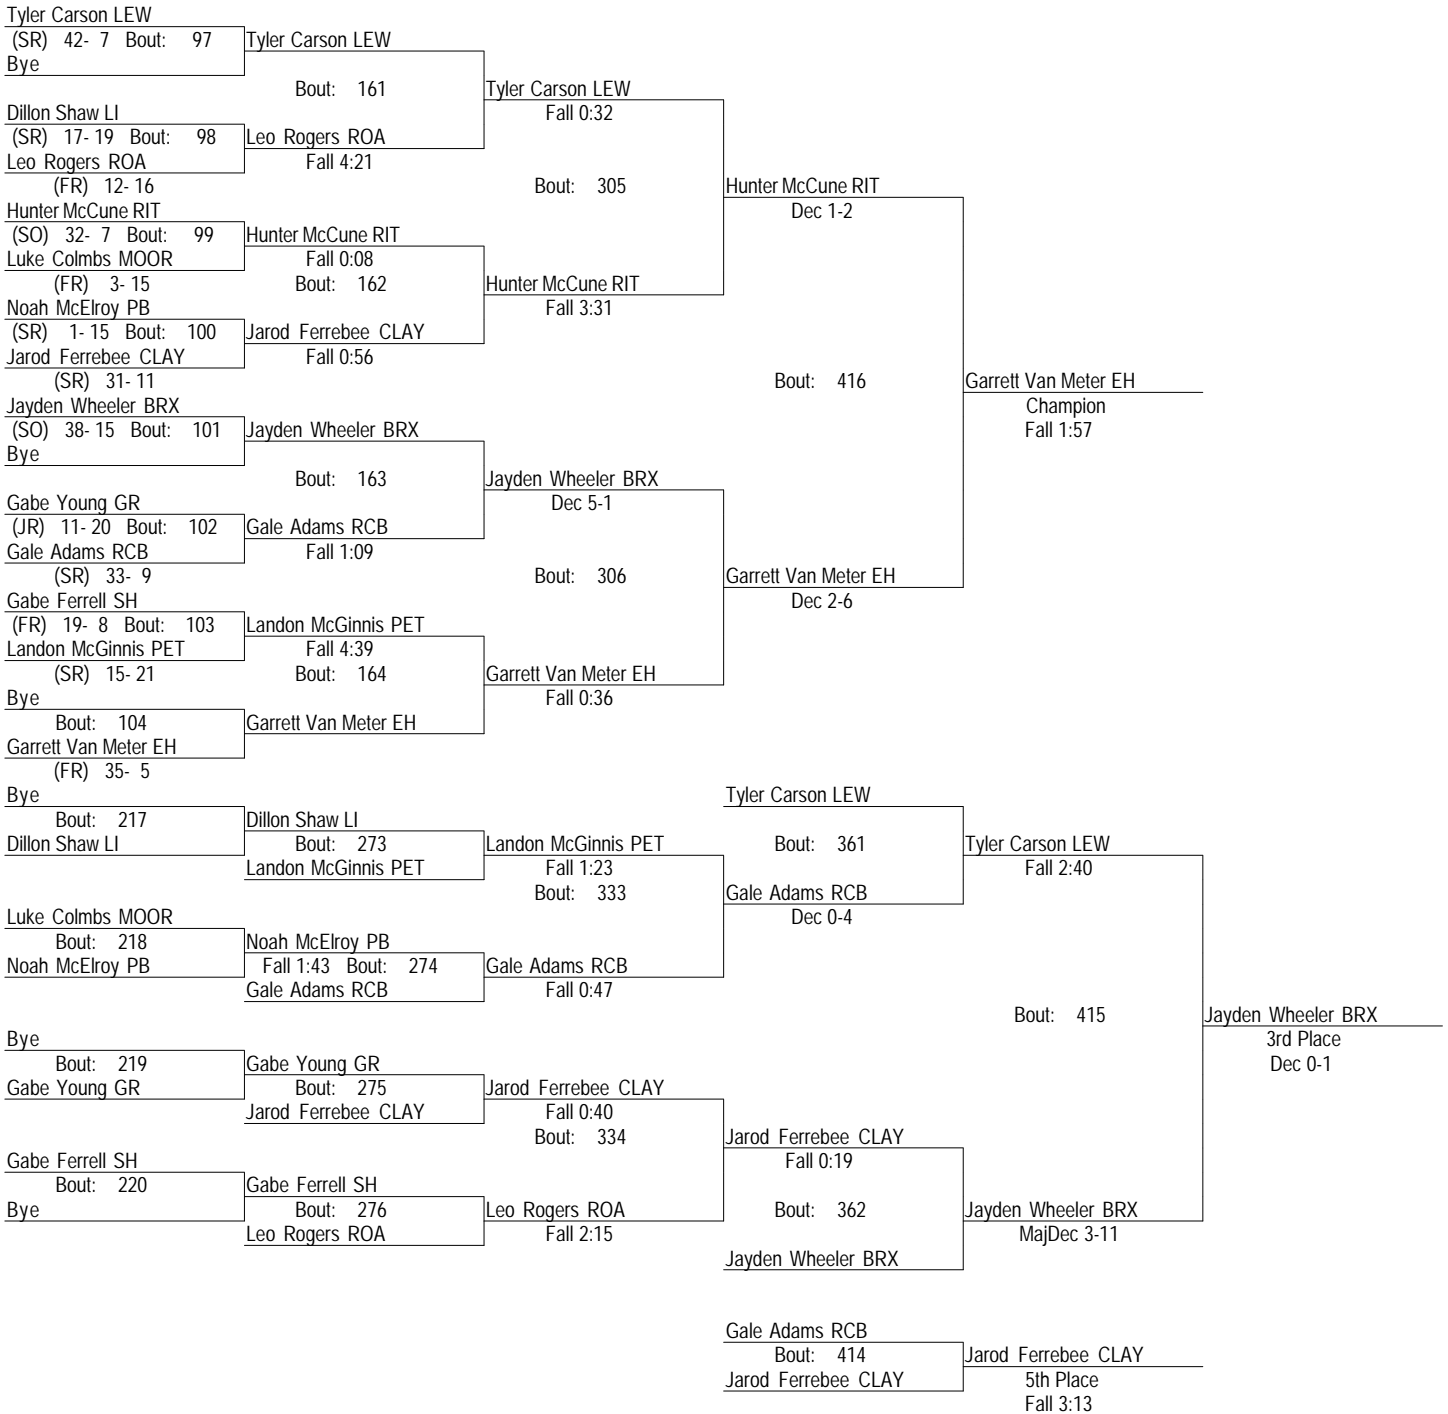 Tyler Carson LEW
(SR) 42- 7 Bout: 97 Tyler Carson LEW
Bye
Bout: 161 Tyler Carson LEW
Dillon Shaw LI Fall 0:32
(SR) 17- 19 Bout: 98 Leo Rogers ROA
Leo Rogers ROA Fall 4:21
(FR) 12- 16 Bout: 305 Hunter McCune RIT
Hunter McCune RIT Dec 1-2
(SO) 32- 7 Bout: 99 Hunter McCune RIT
Luke Colmbs MOOR Fall 0:08
(FR) 3- 15 Bout: 162 Hunter McCune RIT
Noah McElroy PB Fall 3:31
(SR) 1- 15 Bout: 100 Jarod Ferrebee CLAY
Jarod Ferrebee CLAY Fall 0:56
(SR) 31- 11 Bout: 416 Garrett Van Meter EH
Jayden Wheeler BRX Champion
(SO) 38- 15 Bout: 101 Jayden Wheeler BRX Fall 1:57
Bye
Bout: 163 Jayden Wheeler BRX
Gabe Young GR Dec 5-1
(JR) 11- 20 Bout: 102 Gale Adams RCB
Gale Adams RCB Fall 1:09
(SR) 33- 9 Bout: 306 Garrett Van Meter EH
Gabe Ferrell SH Dec 2-6
(FR) 19- 8 Bout: 103 Landon McGinnis PET
Landon McGinnis PET Fall 4:39
(SR) 15- 21 Bout: 164 Garrett Van Meter EH
Bye Fall 0:36
Bout: 104 Garrett Van Meter EH
Garrett Van Meter EH
(FR) 35- 5
Bye Tyler Carson LEW
Bout: 217 Dillon Shaw LI
Dillon Shaw LI Bout: 273 Landon McGinnis PET Bout: 361 Tyler Carson LEW
Landon McGinnis PET Fall 1:23 Fall 2:40
Bout: 333 Gale Adams RCB
Luke Colmbs MOOR Dec 0-4
Bout: 218 Noah McElroy PB
Noah McElroy PB Fall 1:43 Bout: 274 Gale Adams RCB
Gale Adams RCB Fall 0:47
Bout: 415 Jayden Wheeler BRX
Bye 3rd Place
Bout: 219 Gabe Young GR Dec 0-1
Gabe Young GR Bout: 275 Jarod Ferrebee CLAY
Jarod Ferrebee CLAY Fall 0:40
Bout: 334 Jarod Ferrebee CLAY
Gabe Ferrell SH Fall 0:19
Bout: 220 Gabe Ferrell SH
Bye Bout: 276 Leo Rogers ROA Bout: 362 Jayden Wheeler BRX
Leo Rogers ROA Fall 2:15 MajDec 3-11
Jayden Wheeler BRX
Gale Adams RCB
Bout: 414 Jarod Ferrebee CLAY
Jarod Ferrebee CLAY 5th Place
Fall 3:13